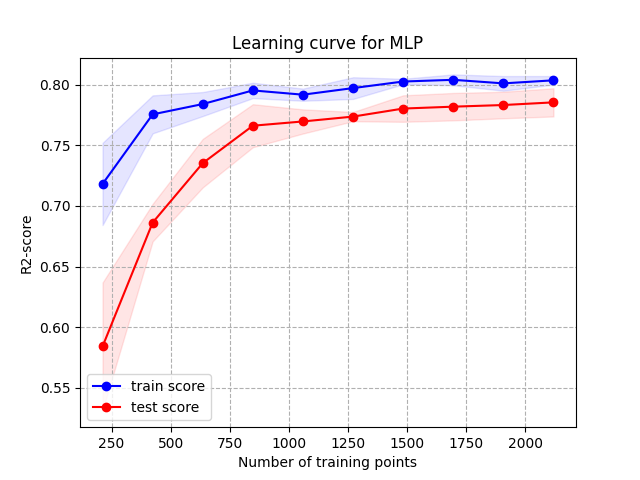 Learning curve for MLP
R2-score
0.80
0.75
0.70
0.65
0.60
0.55
train score
test score
250 500 750 1000 1250 1500 1750 2000
Number of training points